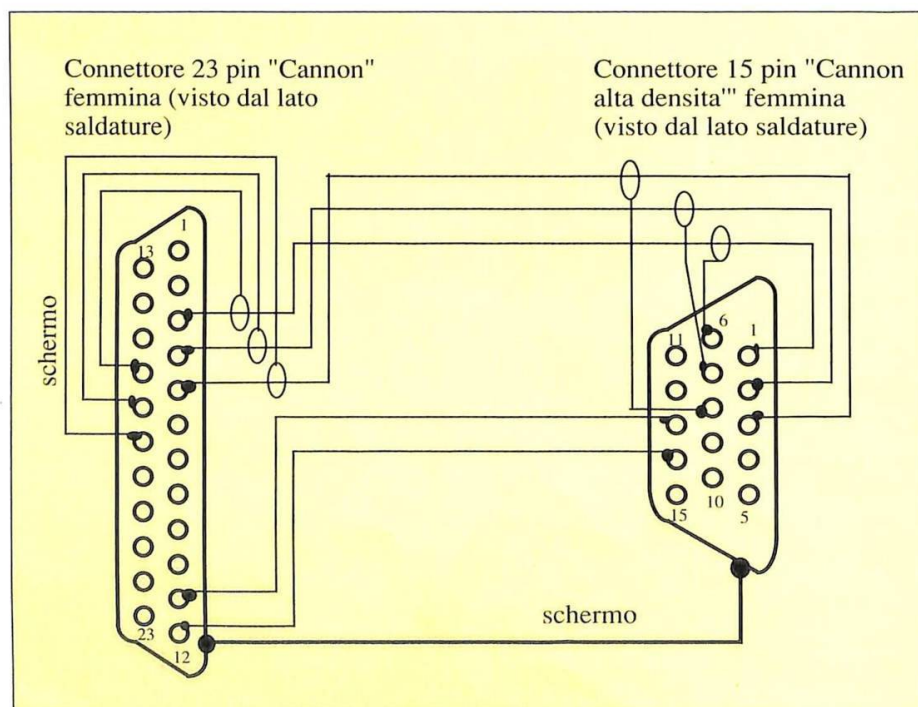 Connettore 23 pin "Cannon"
femmina (visto dal lato
saldature)
Connettore 15 pin "Cannon
alta densita'" femmina
(visto dal lato saldature)
1
13
schermo
23
12
6
1
11
15
10
5
schermo